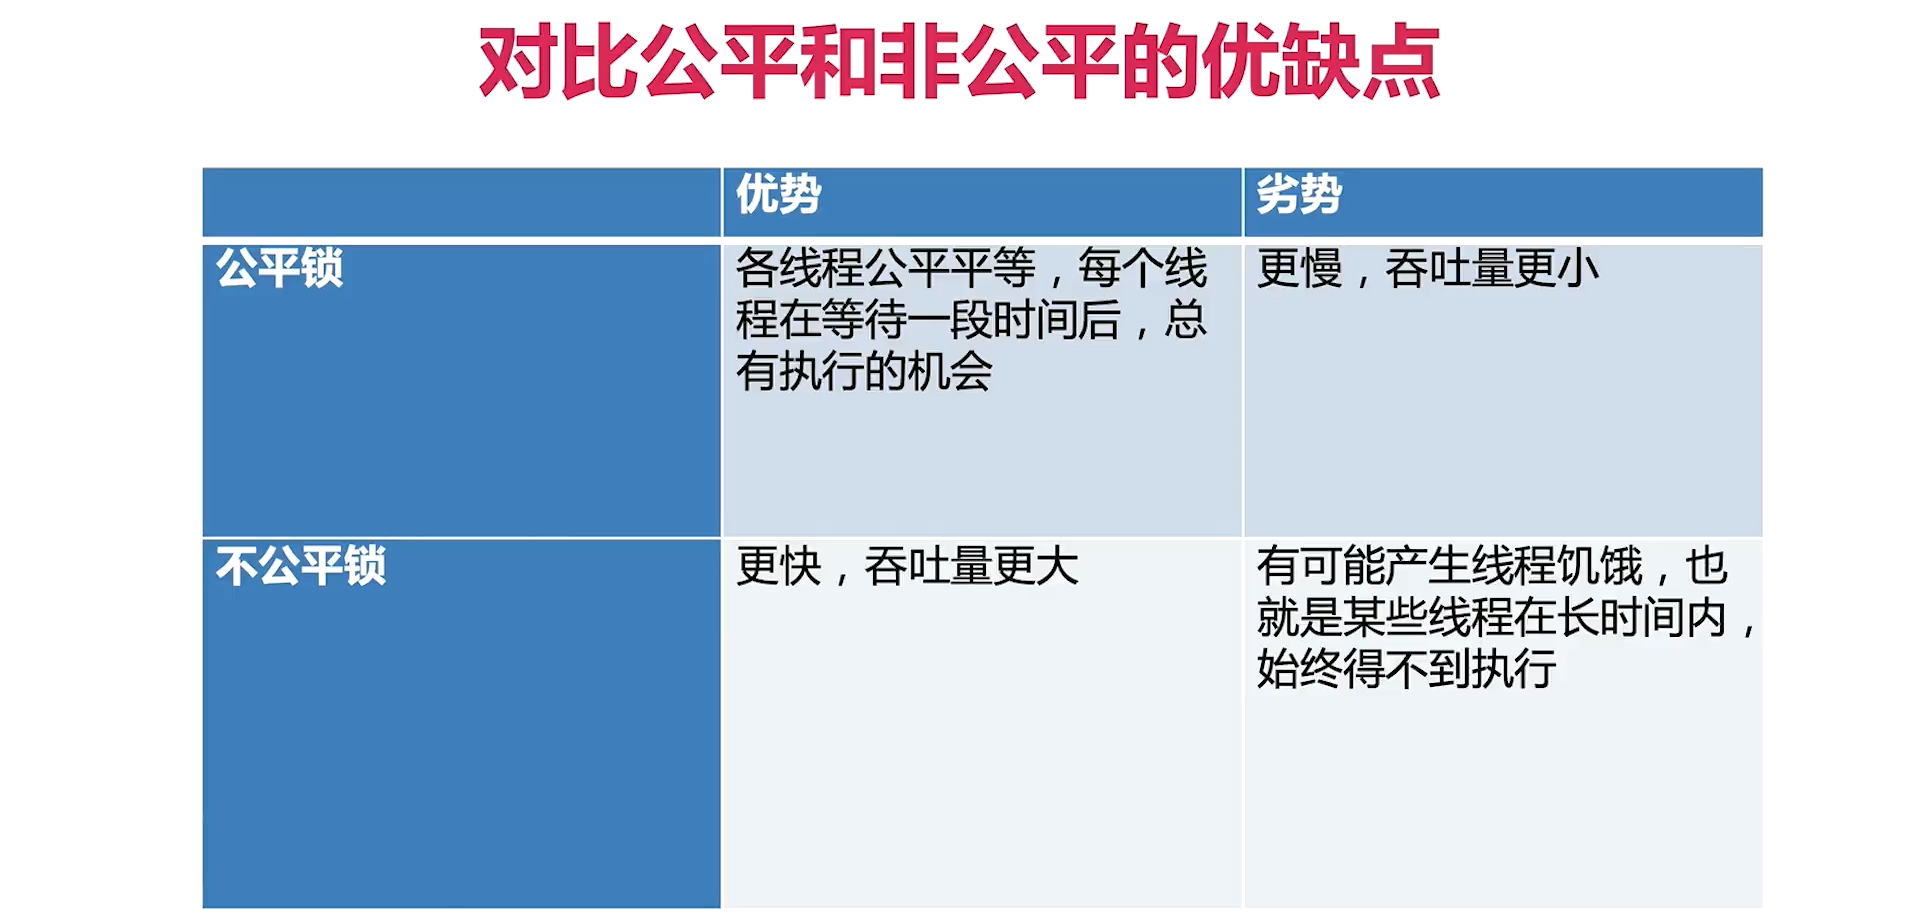 对比公平和非公平的优缺点
优势
劣势
公平锁
各线程公平平等，每个线
程在等待一段时间后，总
有执行的机会
更慢，吞吐量更小
不公平锁
更快，吞吐量更大
有可能产生线程饥饿，也
就是某些线程在长时间内，
始终得不到执行